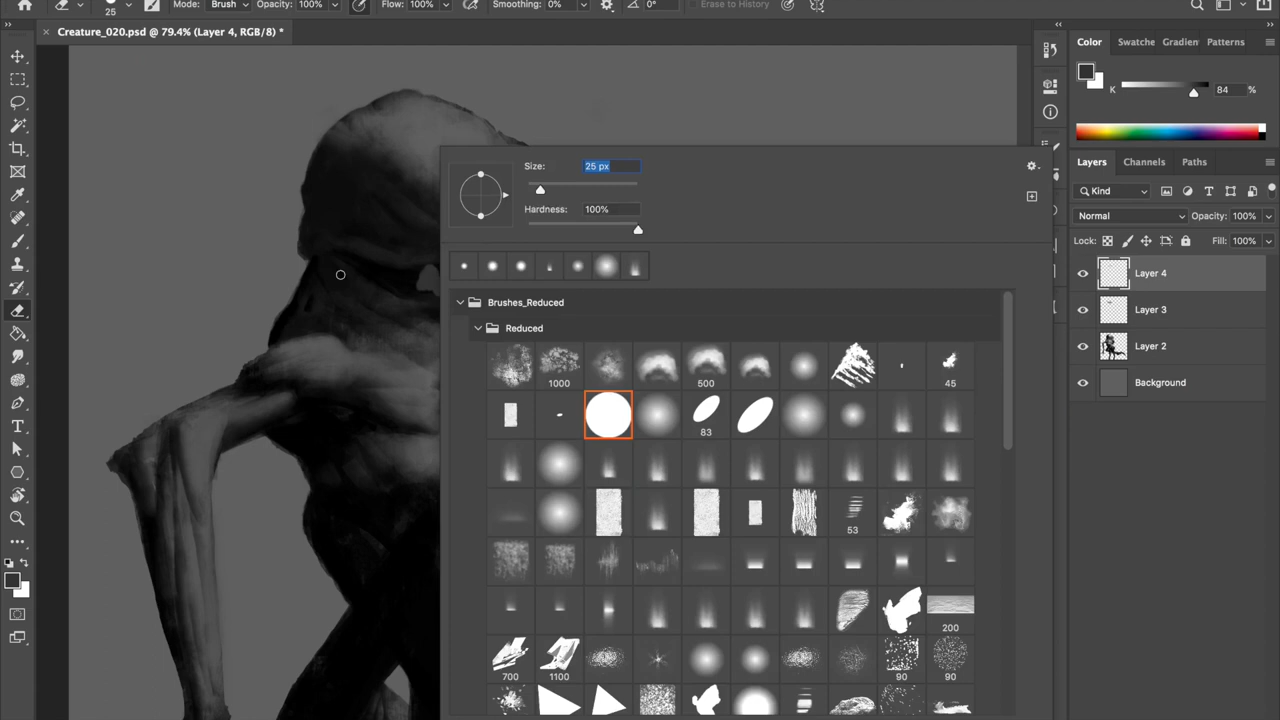 Mode: Brush Opacity: 100% Flow: 100% Smoothing: 0% 0° Erase to History
25
Creature_020.psd @ 79.4% (Layer 4, RGB/8) *
Color Swatche Gradien Patterns
K 84 %
Size: 25 px
Hardness: 100%
Layers Channels Paths
Kind
Normal Opacity: 100%
Lock: Fill: 100%
Layer 4
Layer 3
Layer 2
Background
Brushes_Reduced
Reduced
1000 500 45
83
53
200
700 1100 90 90